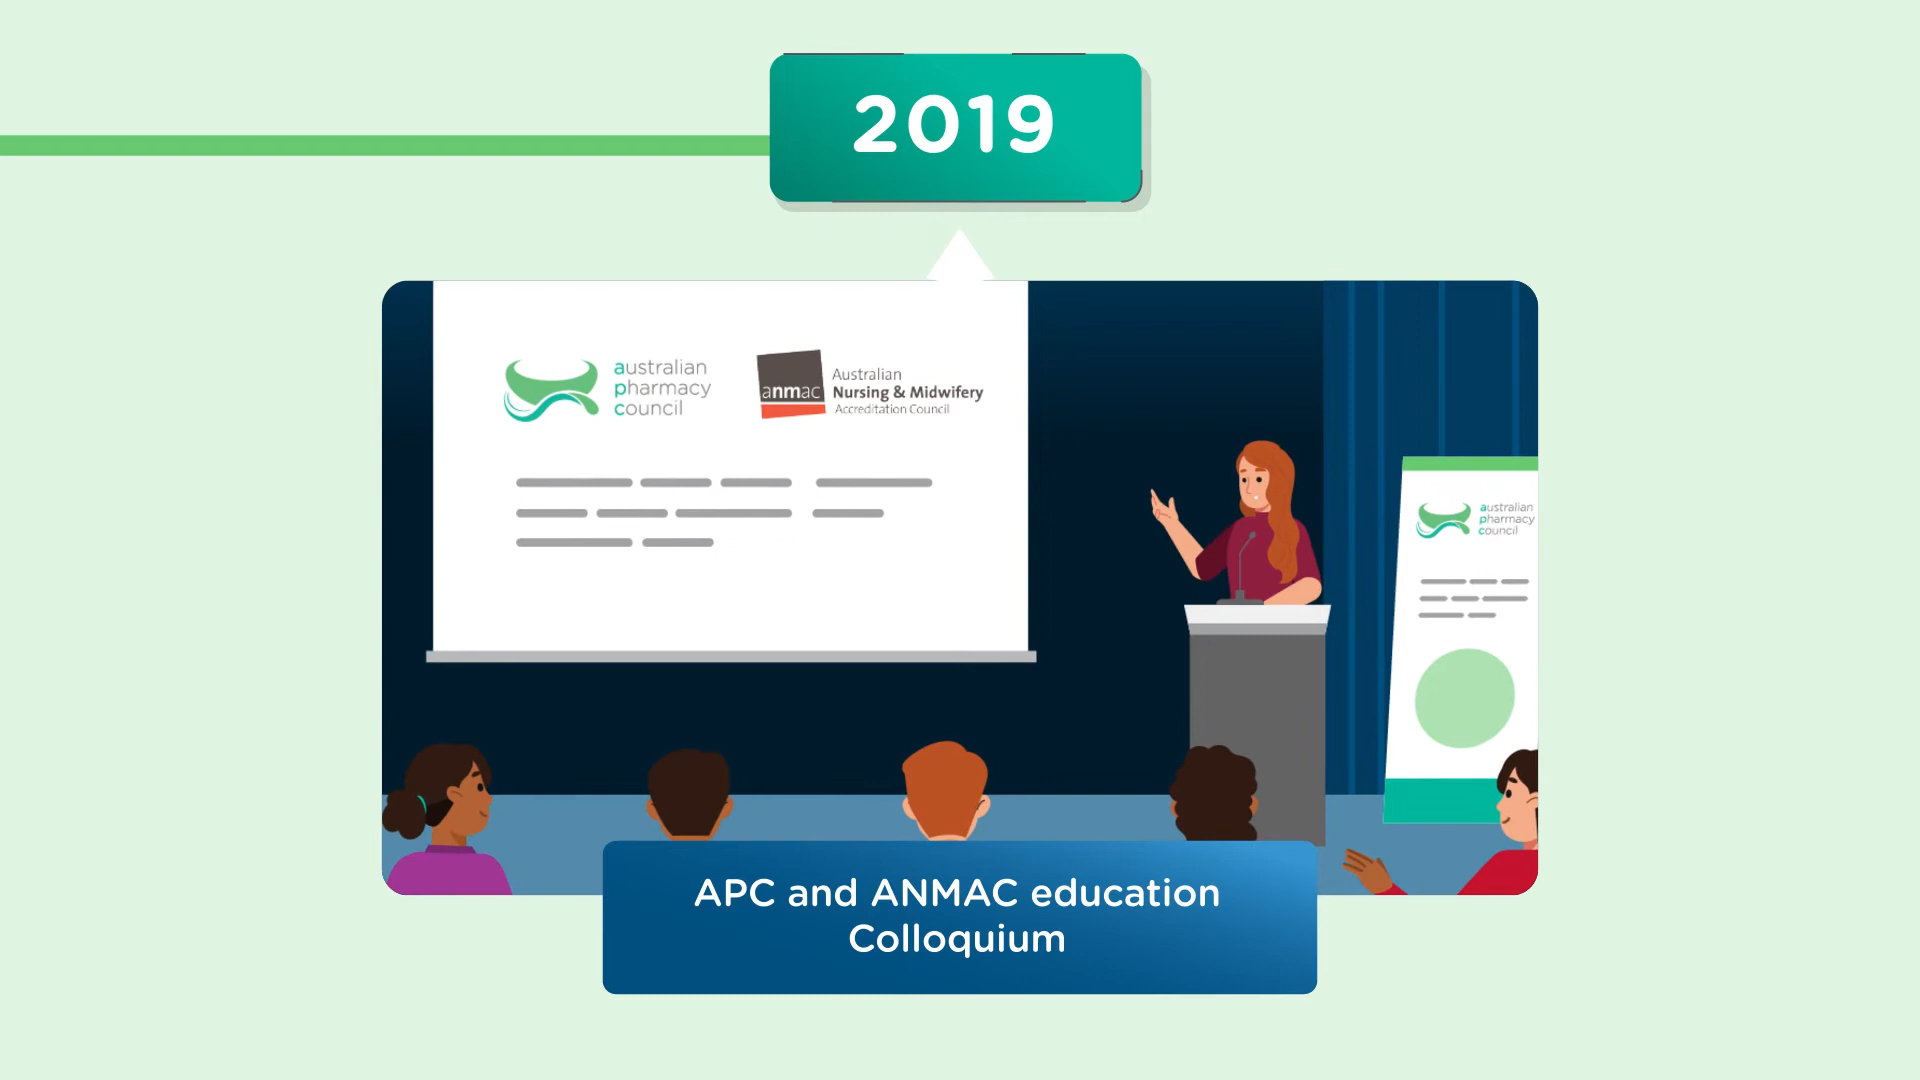 2019
australian
pharmacy
council
anmac
Australian
Nursing & Midwifery
Accreditation Council
australian
pharmacy
council
APC and ANMAC education
Colloquium